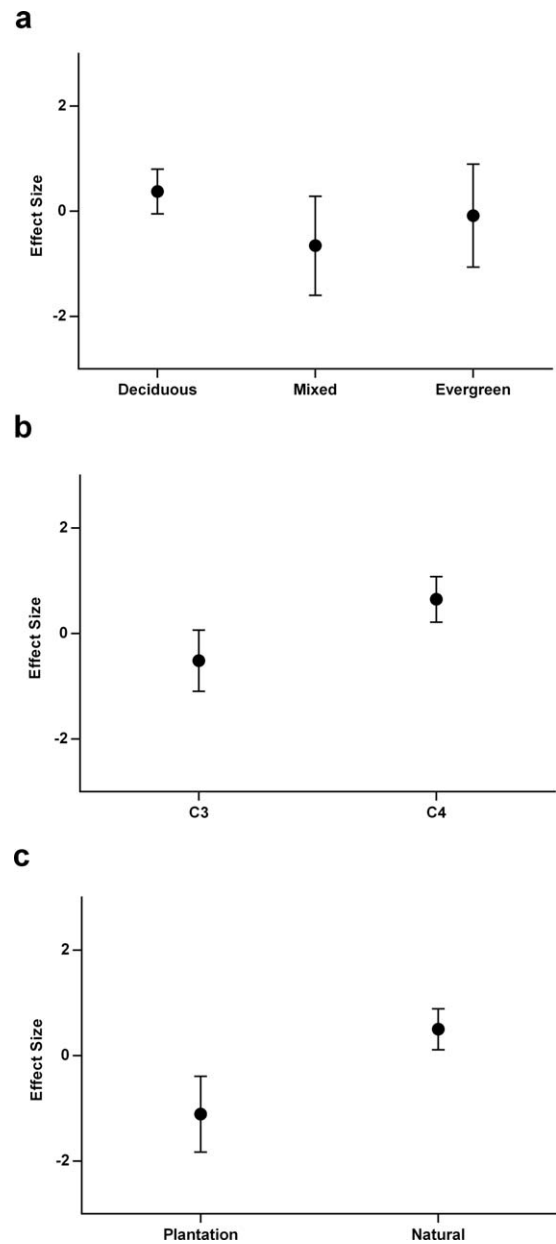 a
2
0
-2
Effect Size
Deciduous Mixed Evergreen
b
2
0
-2
Effect Size
C3 C4
c
2
0
-2
Effect Size
Plantation Natural